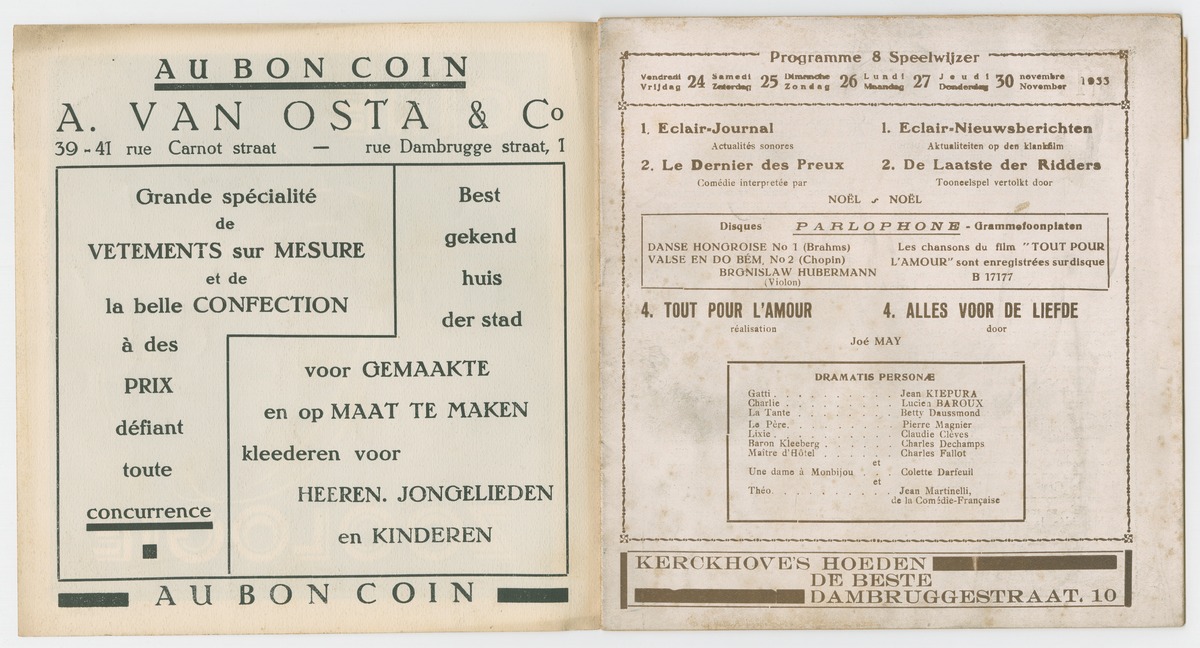 AU BON COIN
A. VAN OSTA & Co
39-41 rue Carnot straat — rue Dambrugge straat, 1
Grande spécialité
de
VETEMENTS sur MESURE
et de
la belle CONFECTION
à des
PRIX
défiant
toute
concurrence
Best
gekend
huis
der stad
voor GEMAAKTE
en op MAAT TE MAKEN
kleederen voor
HEEREN. JONGELIEDEN
en KINDEREN
AU BON COIN
Programme 8 Speelwijzer
Vendredi Vrijdag 24 Samedi Zaterdag 25 Dimanche Zondag 26 Lundi Maandag 27 Jeudi Donderdag 30 novembre November 1933
1. Eclair-Journal
Actualités sonores
2. Le Dernier des Preux
Comédie interpretée par
1. Eclair-Nieuwsberichten
Aktualiteiten op den klankfilm
2. De Laatste der Ridders
Tooneelspel vertolkt door
NOËL - NOËL
Disques PARLOPHONE - Grammofoonplaten
DANSE HONGROISE No 1 (Brahms)
VALSE EN DO BÉM, No 2 (Chopin)
BRONISLAW HUBERMANN
(Violon)
Les chansons du film "TOUT POUR
L'AMOUR" sont enregistrées sur disque
B 17177
4. TOUT POUR L'AMOUR
réalisation
4. ALLES VOOR DE LIEFDE
door
Joé MAY
DRAMATIS PERSONÆ
Gatti . . . . . . . . . . Jean KIEPURA
Charlie . . . . . . . . . Lucien BAROUX
La Tante . . . . . . . . . Betty Daussmond
Le Père. . . . . . . . . . Pierre Magnier
Lixie . . . . . . . . . . Claudie Clèves
Baron Kleeberg . . . . . . Charles Dechamps
Maître d'Hôtel . . . . . . Charles Fallot
et
Une dame à Monbijou . . . Colette Darfeuil
et
Théo. . . . . . . . . . . Jean Martinelli,
de la Comédie-Française
KERCKHOVE'S HOEDEN
DE BESTE
DAMBRUGGESTRAAT. 10